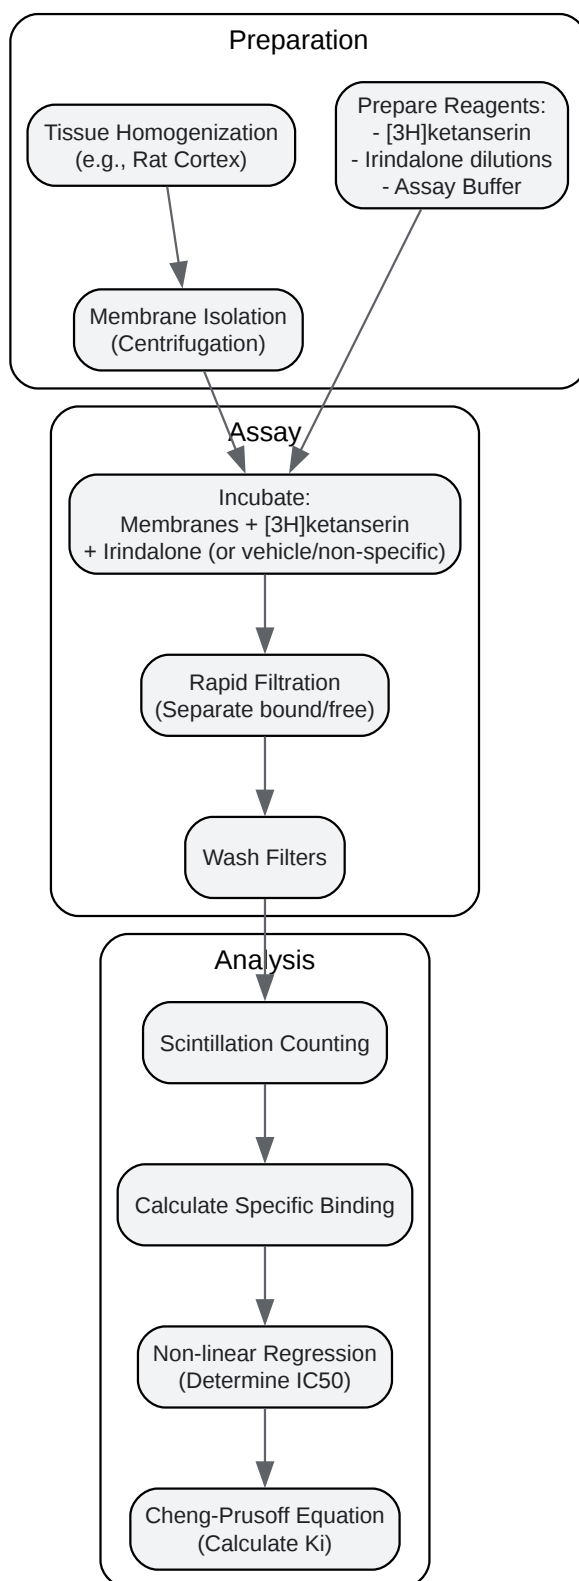 Preparation
Tissue Homogenization
(e.g., Rat Cortex)
Prepare Reagents:
- [3H]ketanserin
- Irindalone dilutions
- Assay Buffer
Membrane Isolation
(Centrifugation)
Assay
Incubate:
Membranes + [3H]ketanserin
+ Irindalone (or vehicle/non-specific)
Rapid Filtration
(Separate bound/free)
Wash Filters
Analysis
Scintillation Counting
Calculate Specific Binding
Non-linear Regression
(Determine IC50)
Cheng-Prusoff Equation
(Calculate Ki)